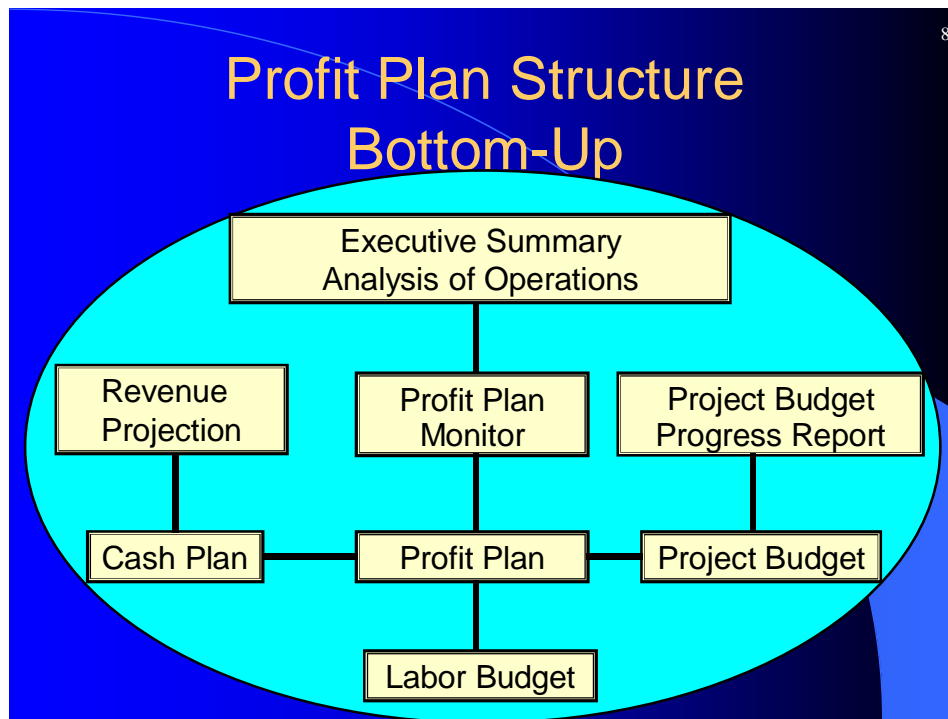 8
Profit Plan Structure
Bottom-Up
Executive Summary
Analysis of Operations
Revenue
Projection
Profit Plan
Monitor
Project Budget
Progress Report
Cash Plan
Profit Plan
Project Budget
Labor Budget